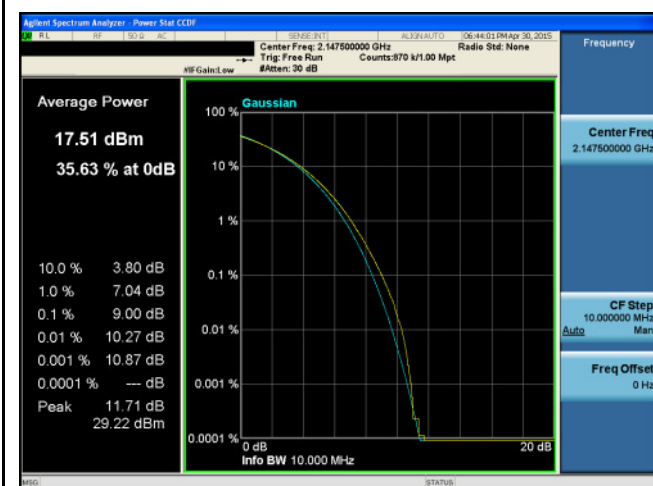 Agilent Spectrum Analyzer - Power Stat CCDF
RL RF 50 Ω AC SENSE:INT ALIGN AUTO 06:44:01 PM Apr 30, 2015
Center Freq: 2.147500000 GHz Radio Std: None
Trig: Free Run Counts:870 k/1.00 Mpt
#IFGain:Low #Atten: 30 dB
Frequency
Average Power
17.51 dBm
35.63 % at 0dB
10.0 % 3.80 dB
1.0 % 7.04 dB
0.1 % 9.00 dB
0.01 % 10.27 dB
0.001 % 10.87 dB
0.0001 % --- dB
Peak 11.71 dB
29.22 dBm
Gaussian
100 %
10 %
1 %
0.1 %
0.01 %
0.001 %
0.0001 %
0 dB 20 dB
Info BW 10.000 MHz
Center Freq
2.147500000 GHz
CF Step
10.000000 MHz
Auto Man
Freq Offset
0 Hz
MSG STATUS